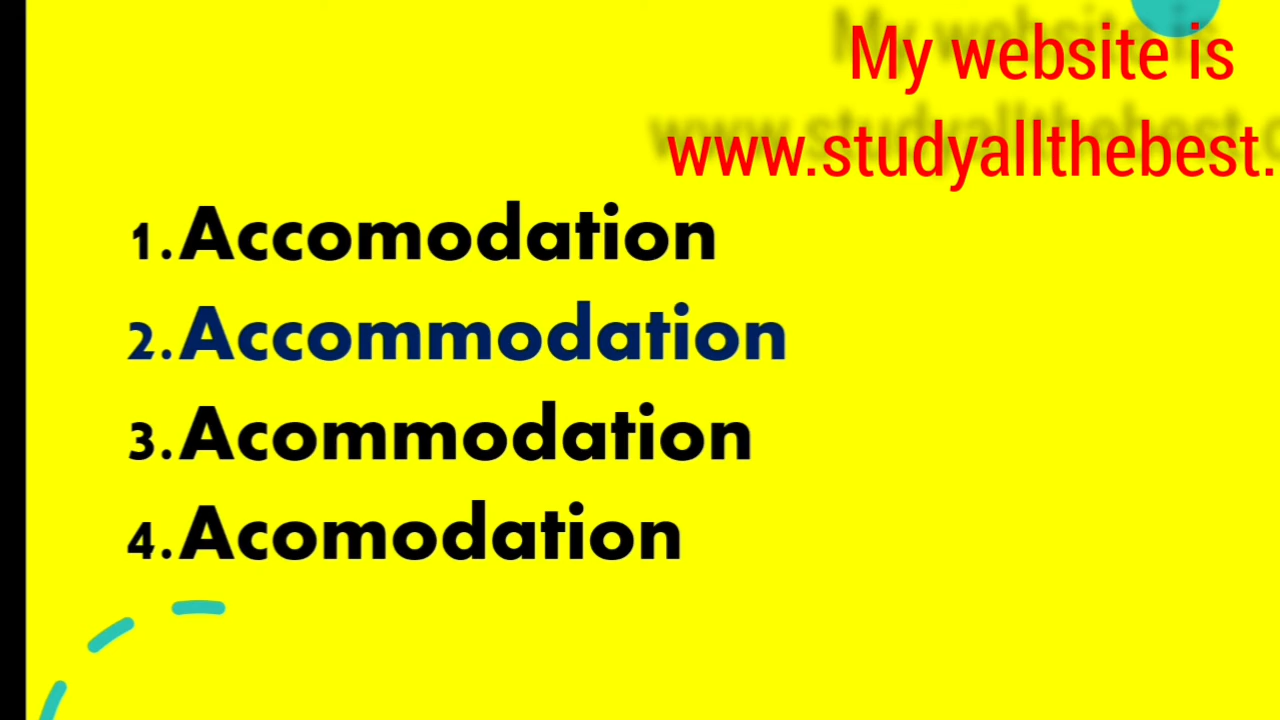 My website is
www.studyallthebest.
1.Accomodation
2.Accommodation
3.Acommodation
4.Acomodation